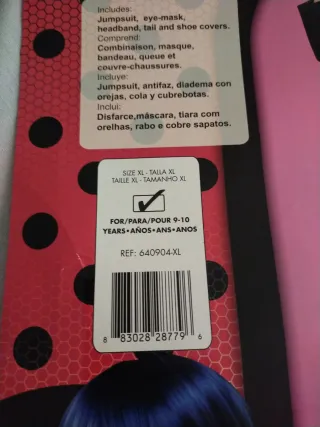 Includes:
Jumpsuit, eye-mask,
headband, tail and shoe covers.
Comprend:
Combinaison, masque,
bandeau, queue et
couvre-chaussures.
Incluye:
Jumpsuit, antifaz, diadema con
orejas, cola y cubrebotas.
Inclui:
Disfarce,máscara, tiara com
orelhas, rabo e cobre sapatos.
SIZE XL - TALLA XL
TAILLE XL - TAMANHO XL
FOR/PARA/POUR 9-10
YEARS•AÑOS•ANS•ANOS
REF: 640904-XL
8 83028 28779 6